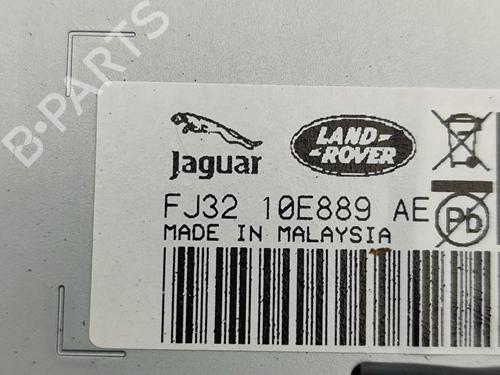 B-PARTS
Jaguar
LAND-
-ROVER
FJ32 10E889 AE
MADE IN MALAYSIA
Pb